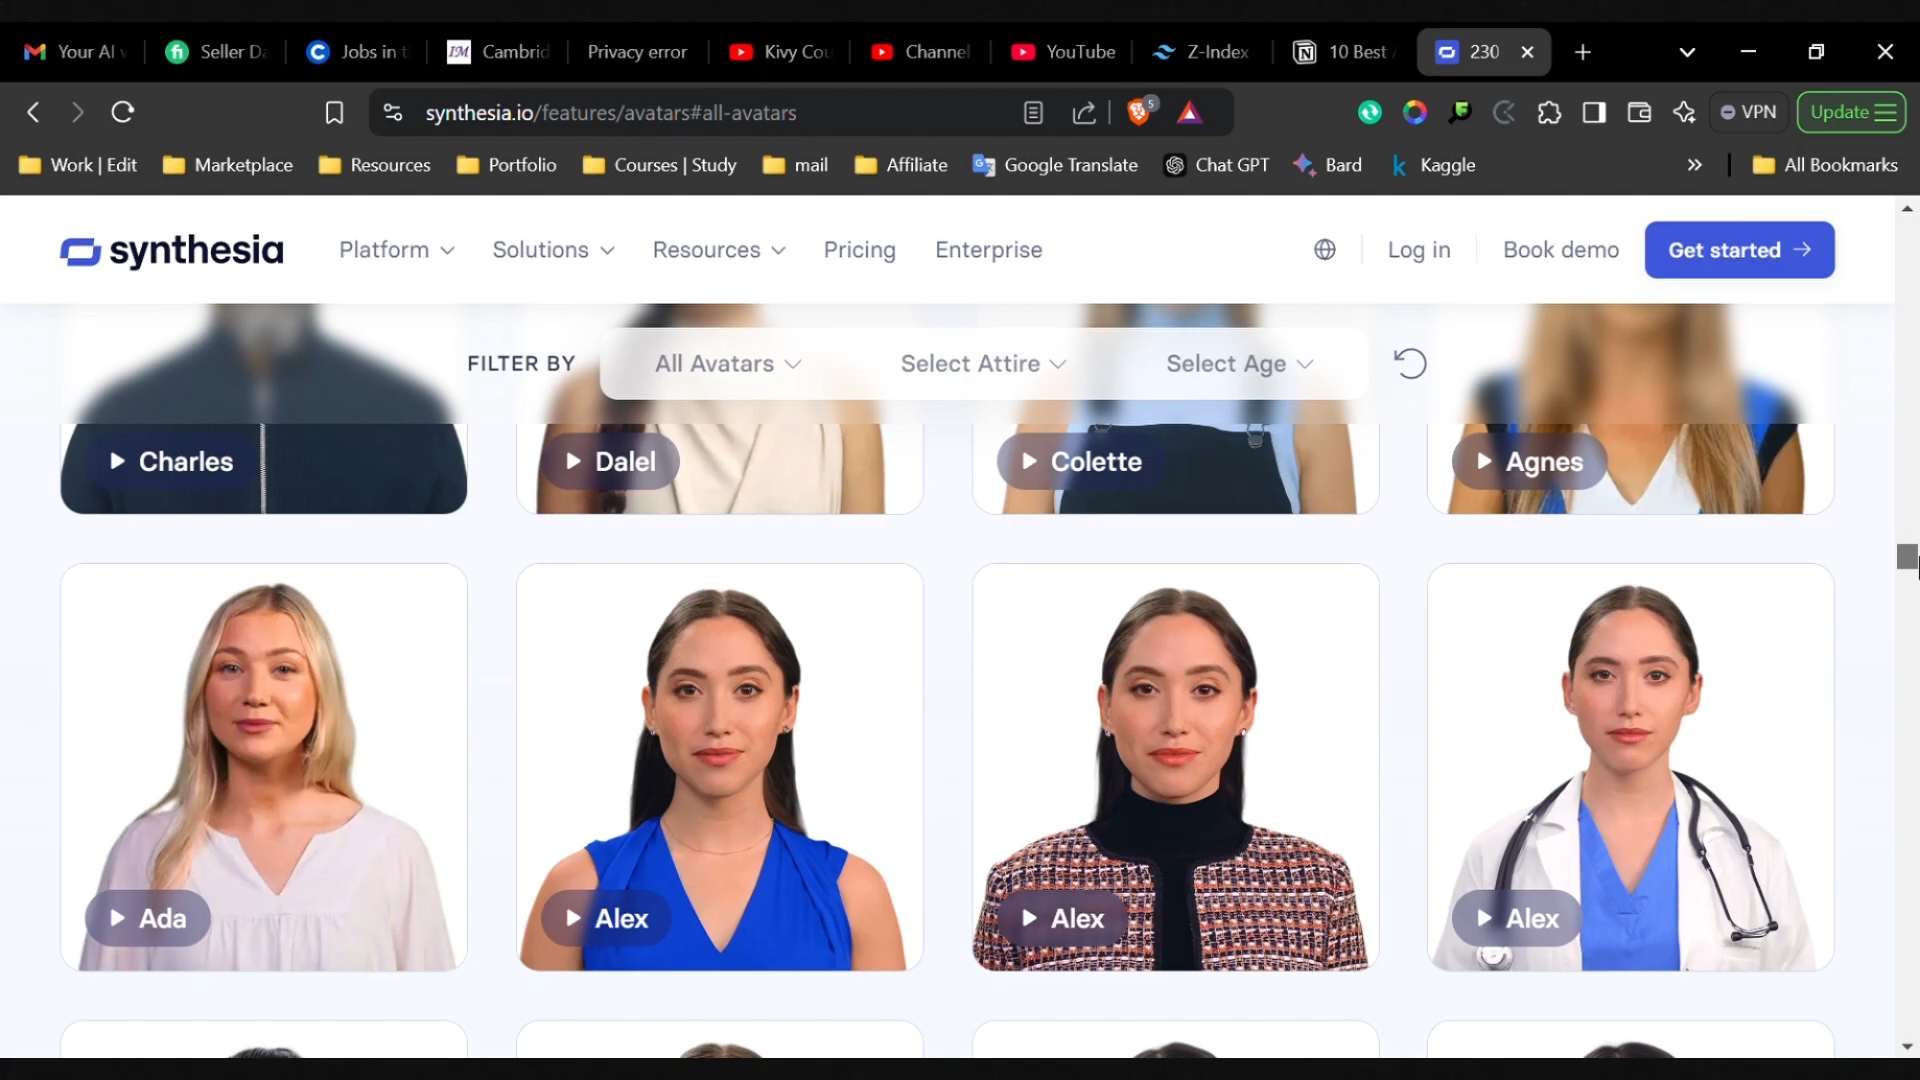 Your AI
Seller Da
Jobs in t
IM
Cambrid
Privacy error
Kivy Cou
Channel
YouTube
Z-Index
10 Best
230
synthesia.io/features/avatars#all-avatars
5
VPN
Update
Work | Edit
Marketplace
Resources
Portfolio
Courses | Study
mail
Affiliate
Google Translate
Chat GPT
Bard
Kaggle
All Bookmarks
synthesia
Platform
Solutions
Resources
Pricing
Enterprise
Log in
Book demo
Get started
FILTER BY
All Avatars
Select Attire
Select Age
Charles
Dalel
Colette
Agnes
Ada
Alex
Alex
Alex